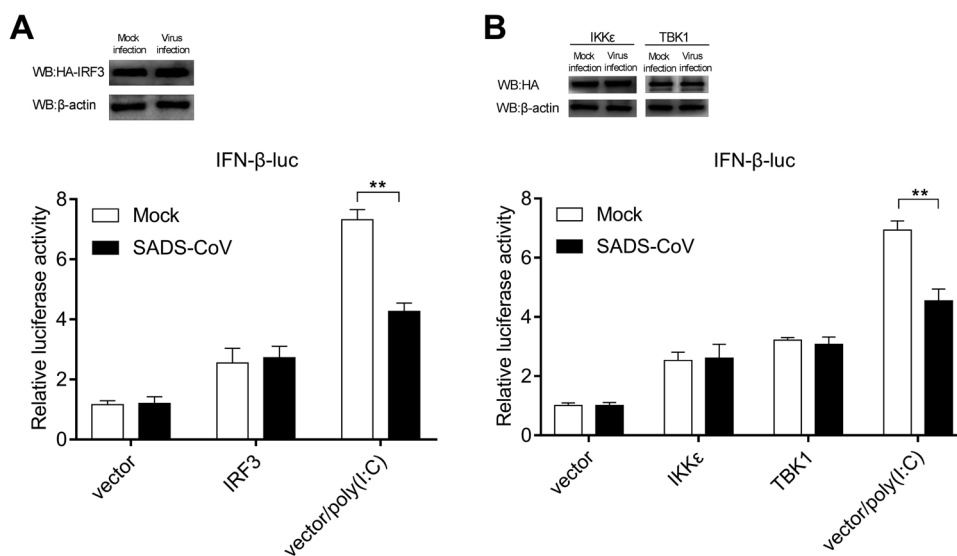 A
Mock infection
Virus infection
WB:HA-IRF3
WB:β-actin
IFN-β-luc
Relative luciferase activity
8
6
4
2
0
Mock
SADS-CoV
**
vector
IRF3
vector/poly(I:C)
B
IKKε
TBK1
Mock infection
Virus infection
Mock infection
Virus infection
WB:HA
WB:β-actin
IFN-β-luc
Relative luciferase activity
8
6
4
2
0
Mock
SADS-CoV
**
vector
IKKε
TBK1
vector/poly(I:C)